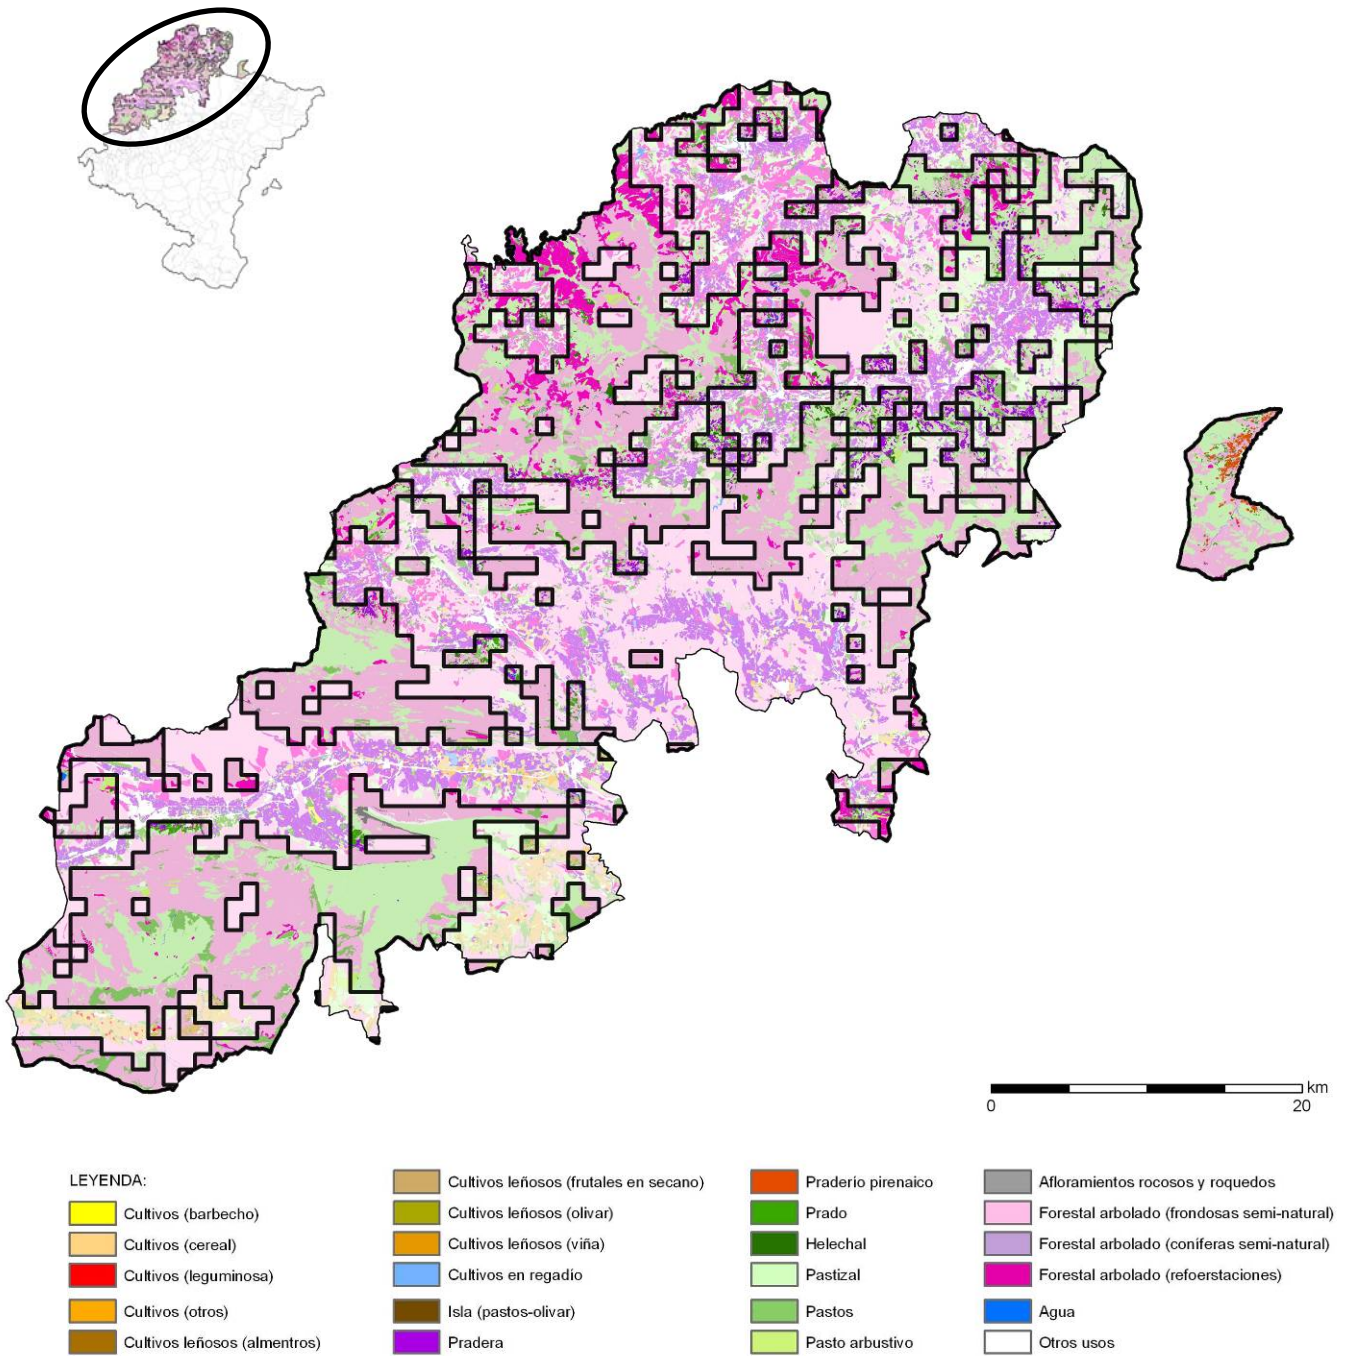 km
0 20
LEYENDA:
Cultivos (barbecho)
Cultivos (cereal)
Cultivos (leguminosa)
Cultivos (otros)
Cultivos leñosos (almentros)
Cultivos leñosos (frutales en secano)
Cultivos leñosos (olivar)
Cultivos leñosos (viña)
Cultivos en regadío
Isla (pastos-olivar)
Pradera
Praderio pirenaico
Prado
Helechal
Pastizal
Pastos
Pasto arbustivo
Afloramientos rocosos y roquedos
Forestal arbolado (frondosas semi-natural)
Forestal arbolado (coniferas semi-natural)
Forestal arbolado (refoerstaciones)
Agua
Otros usos